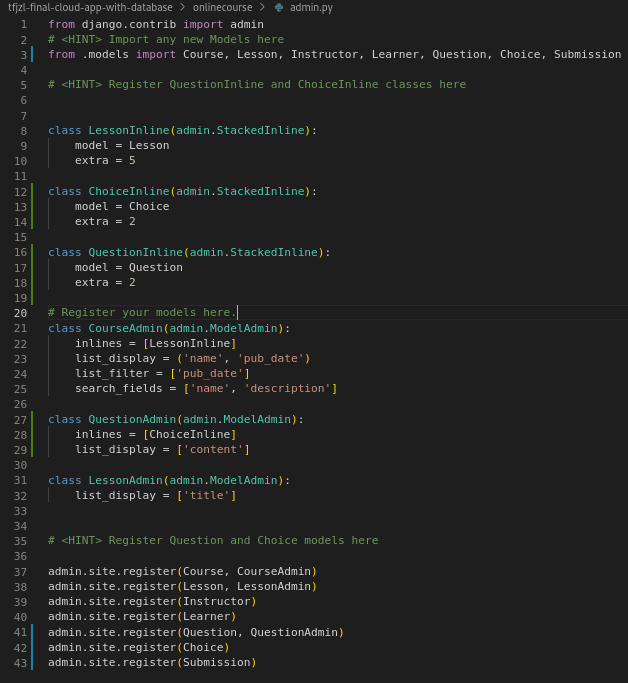 tfjzl-final-cloud-app-with-database > onlinecourse > admin.py
1 from django.contrib import admin
2 # <HINT> Import any new Models here
3 from .models import Course, Lesson, Instructor, Learner, Question, Choice, Submission
4
5 # <HINT> Register QuestionInline and ChoiceInline classes here
6
7
8 class LessonInline(admin.StackedInline):
9     model = Lesson
10     extra = 5
11
12 class ChoiceInline(admin.StackedInline):
13     model = Choice
14     extra = 2
15
16 class QuestionInline(admin.StackedInline):
17     model = Question
18     extra = 2
19
20 # Register your models here.
21 class CourseAdmin(admin.ModelAdmin):
22     inlines = [LessonInline]
23     list_display = ('name', 'pub_date')
24     list_filter = ['pub_date']
25     search_fields = ['name', 'description']
26
27 class QuestionAdmin(admin.ModelAdmin):
28     inlines = [ChoiceInline]
29     list_display = ['content']
30
31 class LessonAdmin(admin.ModelAdmin):
32     list_display = ['title']
33
34
35 # <HINT> Register Question and Choice models here
36
37 admin.site.register(Course, CourseAdmin)
38 admin.site.register(Lesson, LessonAdmin)
39 admin.site.register(Instructor)
40 admin.site.register(Learner)
41 admin.site.register(Question, QuestionAdmin)
42 admin.site.register(Choice)
43 admin.site.register(Submission)